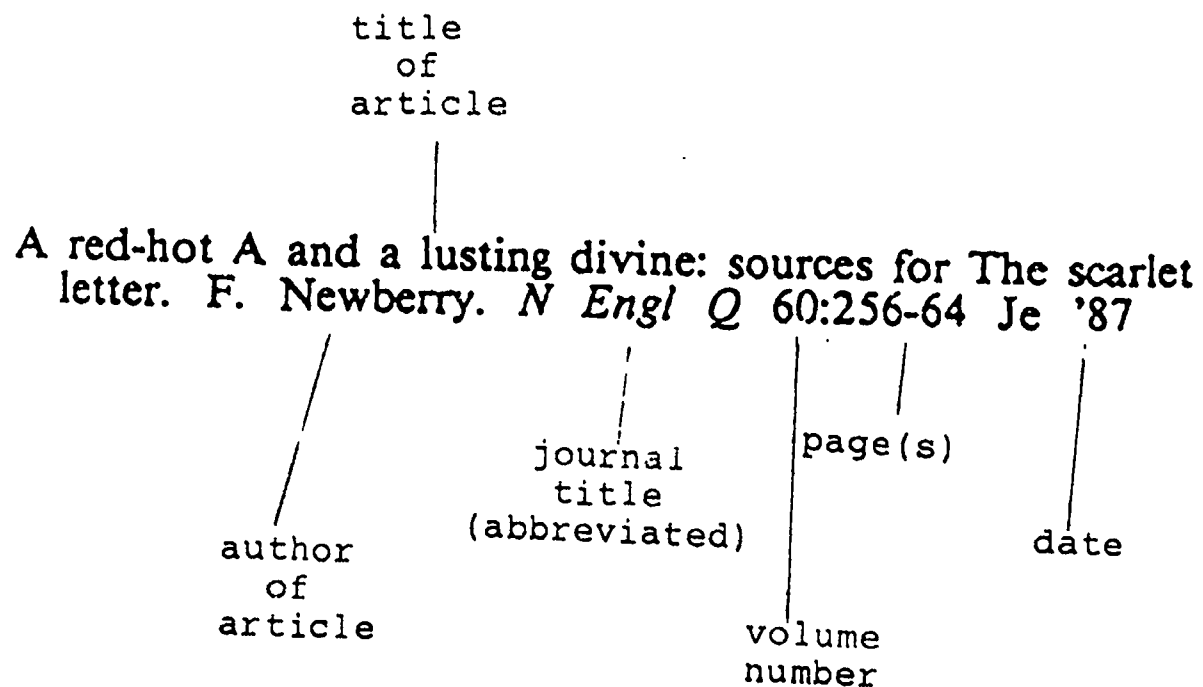 title
of
article
A red-hot A and a lusting divine: sources for The scarlet
letter. F. Newberry. N Engl Q 60:256-64 Je '87
journal
title
(abbreviated)
page(s)
author
of
article
date
volume
number